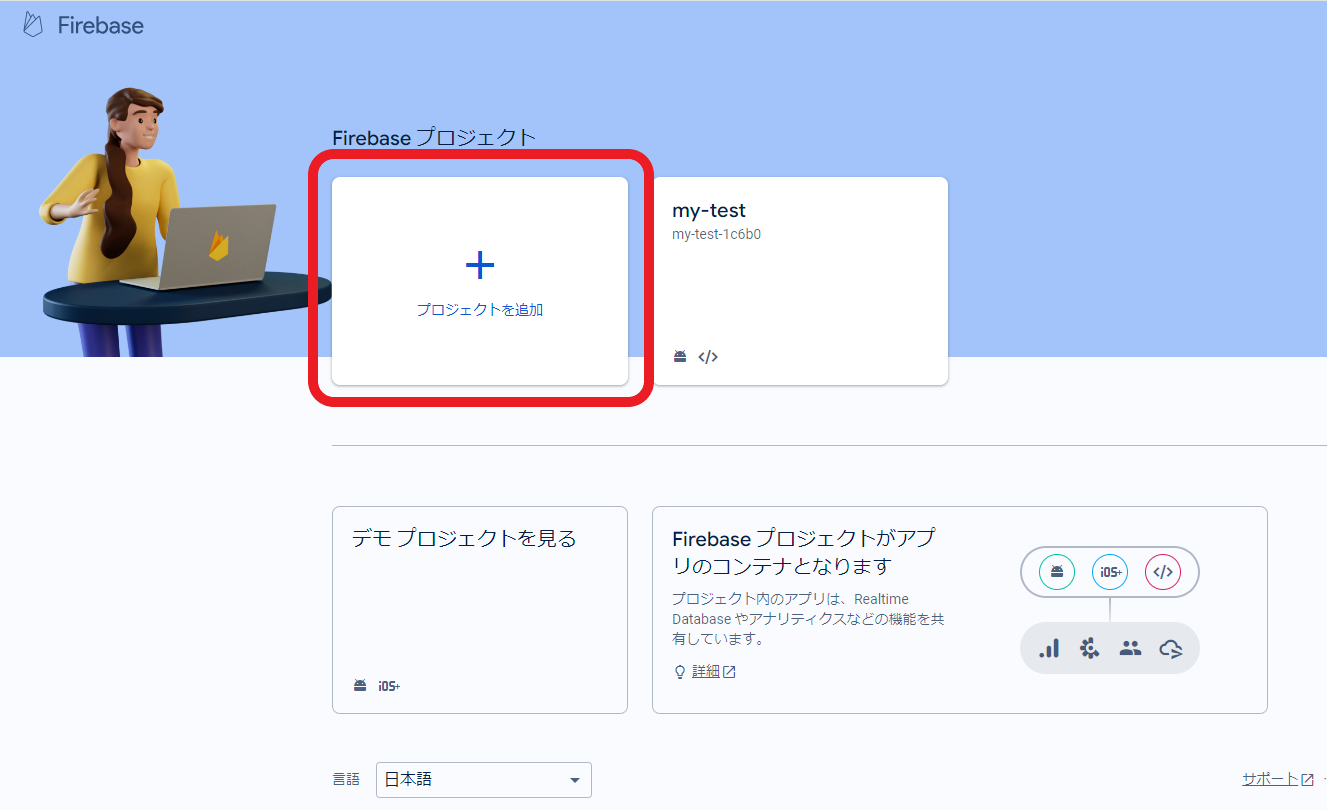 Firebase
Firebase プロジェクト
プロジェクトを追加
my-test
my-test-1c6b0
デモ プロジェクトを見る
iOS+
Firebase プロジェクトがアプ
リのコンテナとなります
プロジェクト内のアプリは、Realtime
Database やアナリティクスなどの機能を共
有しています。
詳細
iOS+
言語
日本語
サポート